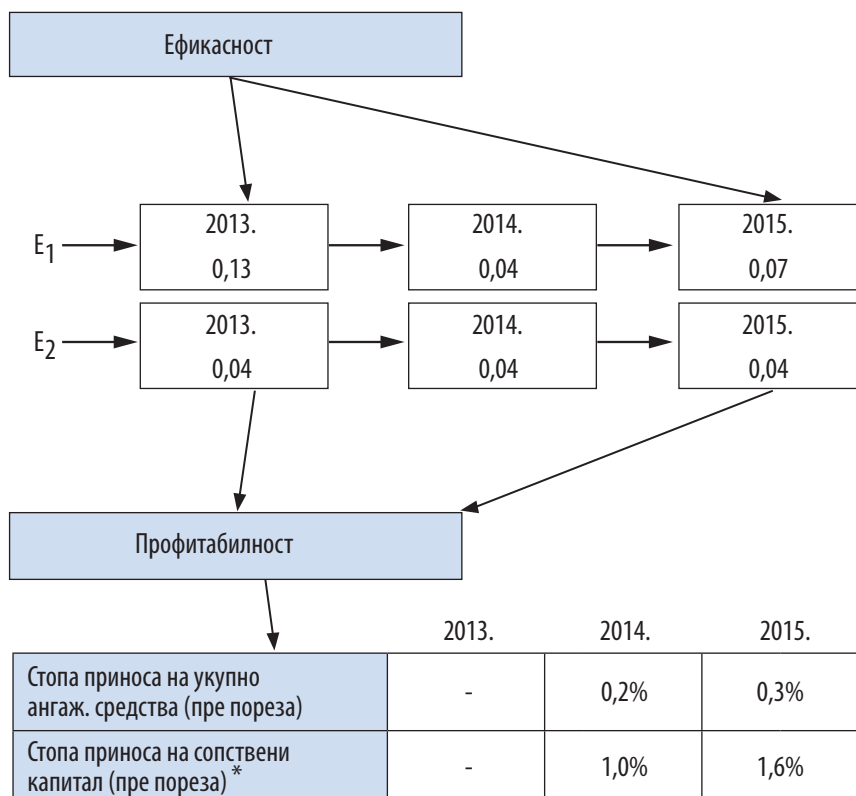 Ефикасност
E1
2013.
0,13
2014.
0,04
2015.
0,07
E2
2013.
0,04
2014.
0,04
2015.
0,04
Профитабилност
2013. 2014. 2015.
Стопа приноса на укупно
ангаж. средства (пре пореза)
- 0,2% 0,3%
Стопа приноса на сопствени
капитал (пре пореза) *
- 1,0% 1,6%